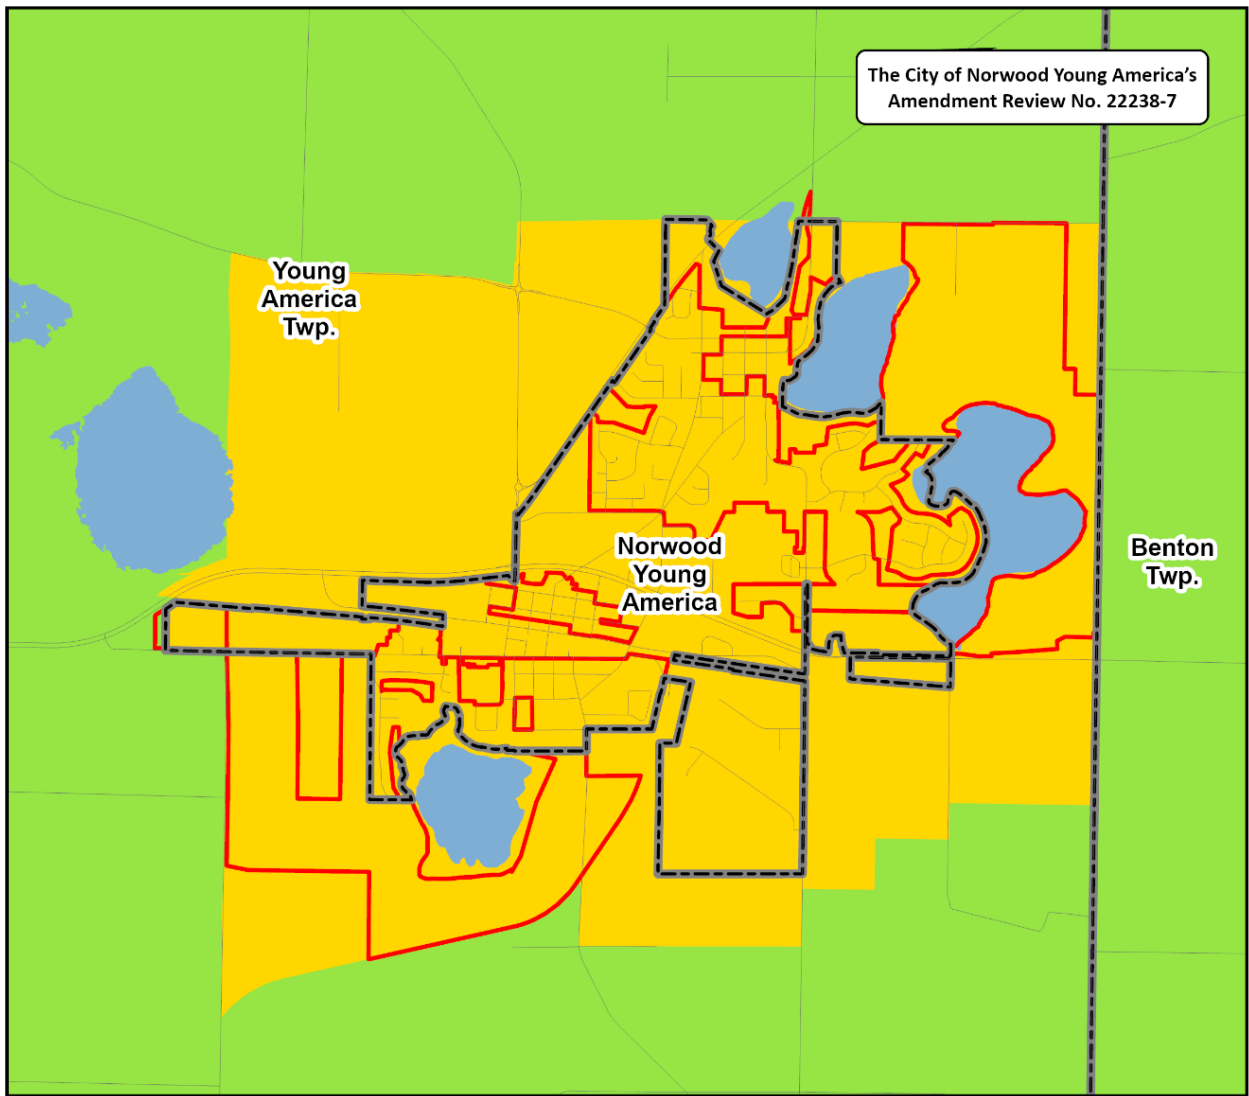 The City of Norwood Young America’s
Amendment Review No. 22238-7
Young
America
Twp.
Norwood
Young
America
Benton
Twp.